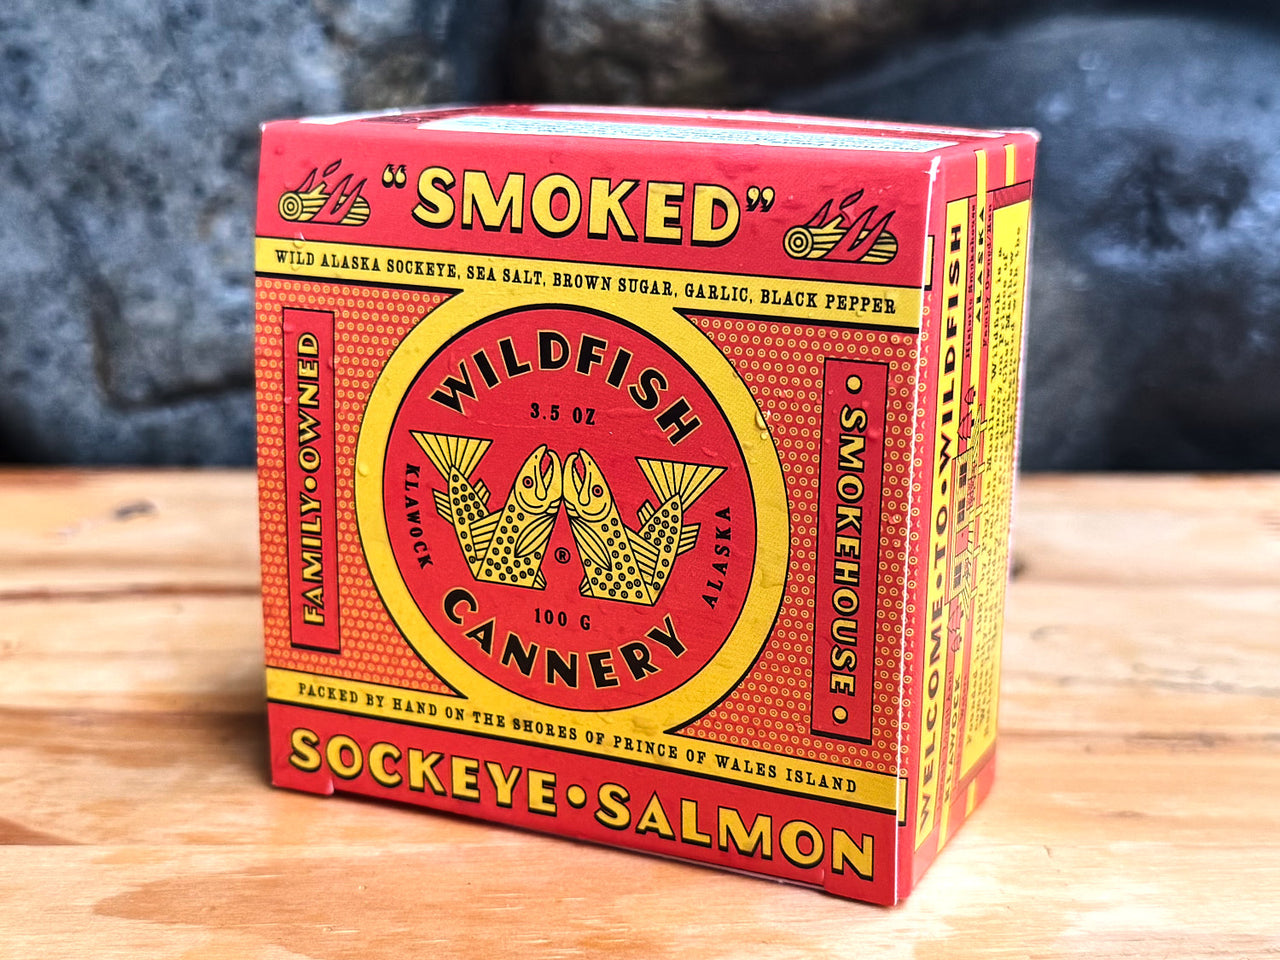 “SMOKED”
WILD ALASKA SOCKEYE, SEA SALT, BROWN SUGAR, GARLIC, BLACK PEPPER
FAMILY•OWNED
WILDFISH
3.5 OZ
KLAWOCK
ALASKA
®
100 G
CANNERY
•SMOKEHOUSE•
PACKED BY HAND ON THE SHORES OF PRINCE OF WALES ISLAND
SOCKEYE•SALMON
WELCOME•TO•WILDFISH
KLAWOCK
ALASKA